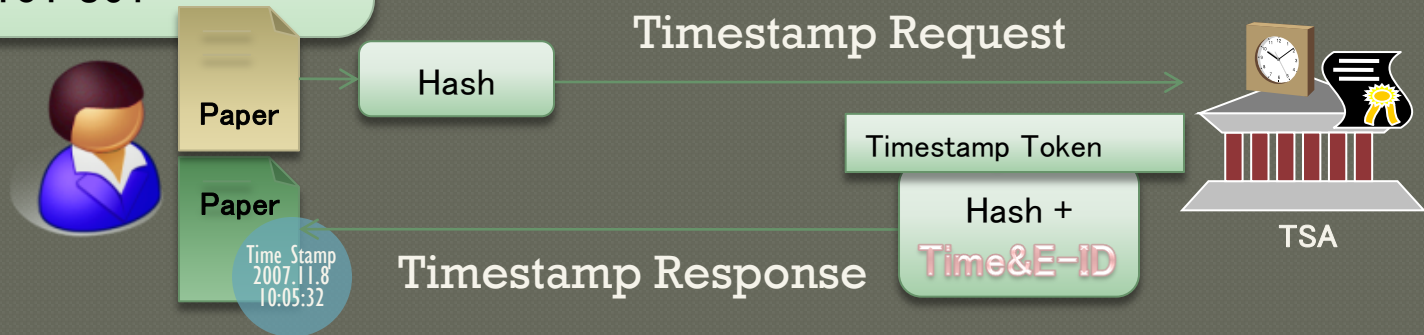 Timestamp Request
Paper
Hash
Timestamp Token
Paper
Hash +
Time&E-ID
TSA
Time Stamp
2007.11.8
10:05:32
Timestamp Response